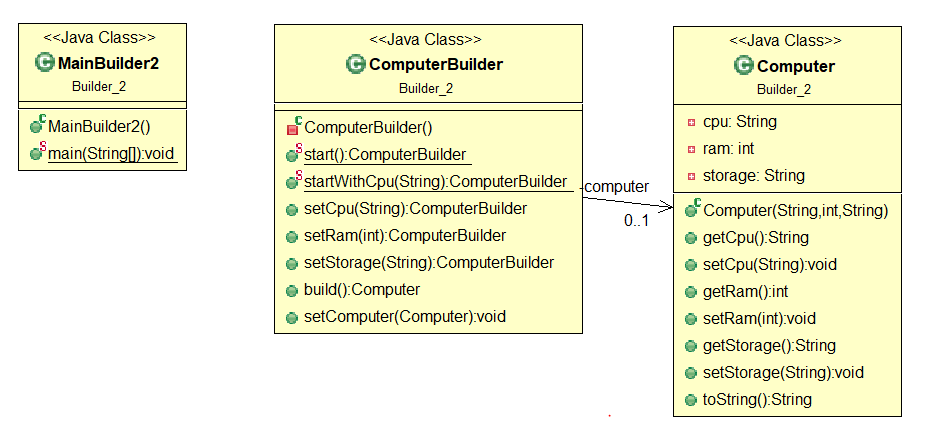 <<Java Class>>
MainBuilder2
Builder_2
MainBuilder2()
main(String[]):void
<<Java Class>>
ComputerBuilder
Builder_2
ComputerBuilder()
start():ComputerBuilder
startWithCpu(String):ComputerBuilder
setCpu(String):ComputerBuilder
setRam(int):ComputerBuilder
setStorage(String):ComputerBuilder
build():Computer
setComputer(Computer):void
-computer
0..1
<<Java Class>>
Computer
Builder_2
cpu: String
ram: int
storage: String
Computer(String,int,String)
getCpu():String
setCpu(String):void
getRam():int
setRam(int):void
getStorage():String
setStorage(String):void
toString():String